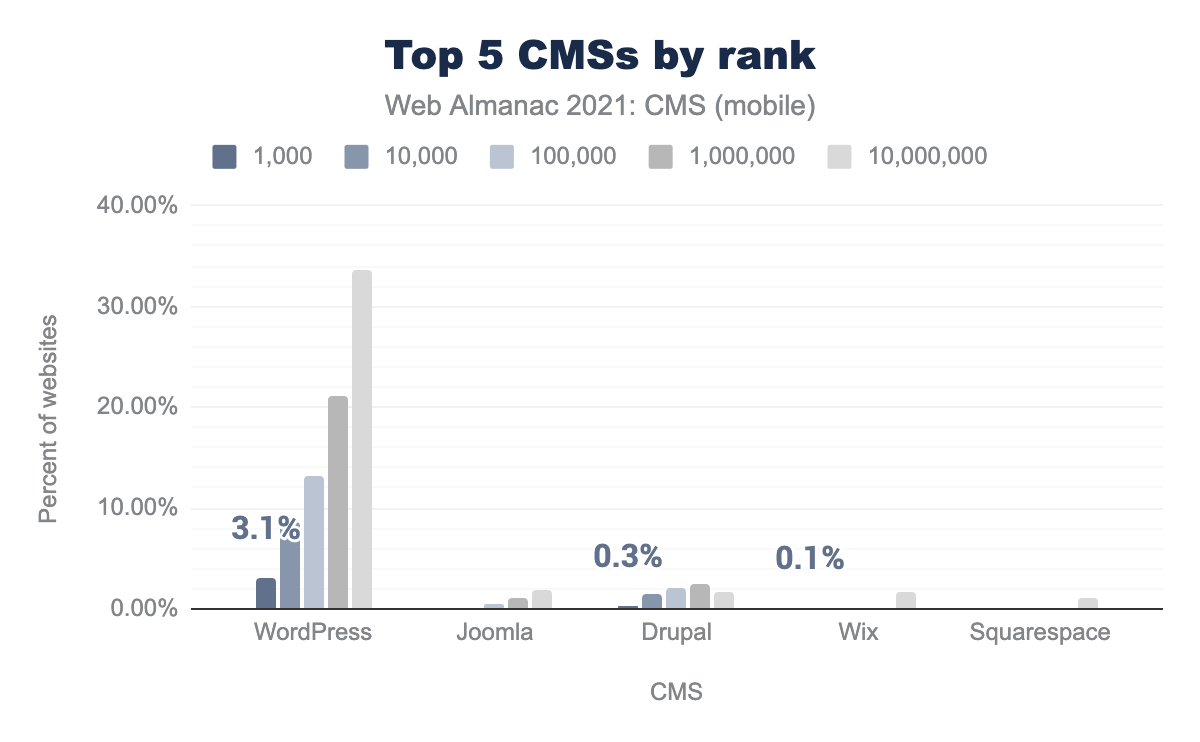 Top 5 CMSs by rank
Web Almanac 2021: CMS (mobile)
1,000 10,000 100,000 1,000,000 10,000,000
40.00%
30.00%
20.00%
10.00%
0.00%
Percent of websites
3.1%
0.3%
0.1%
WordPress Joomla Drupal Wix Squarespace
CMS